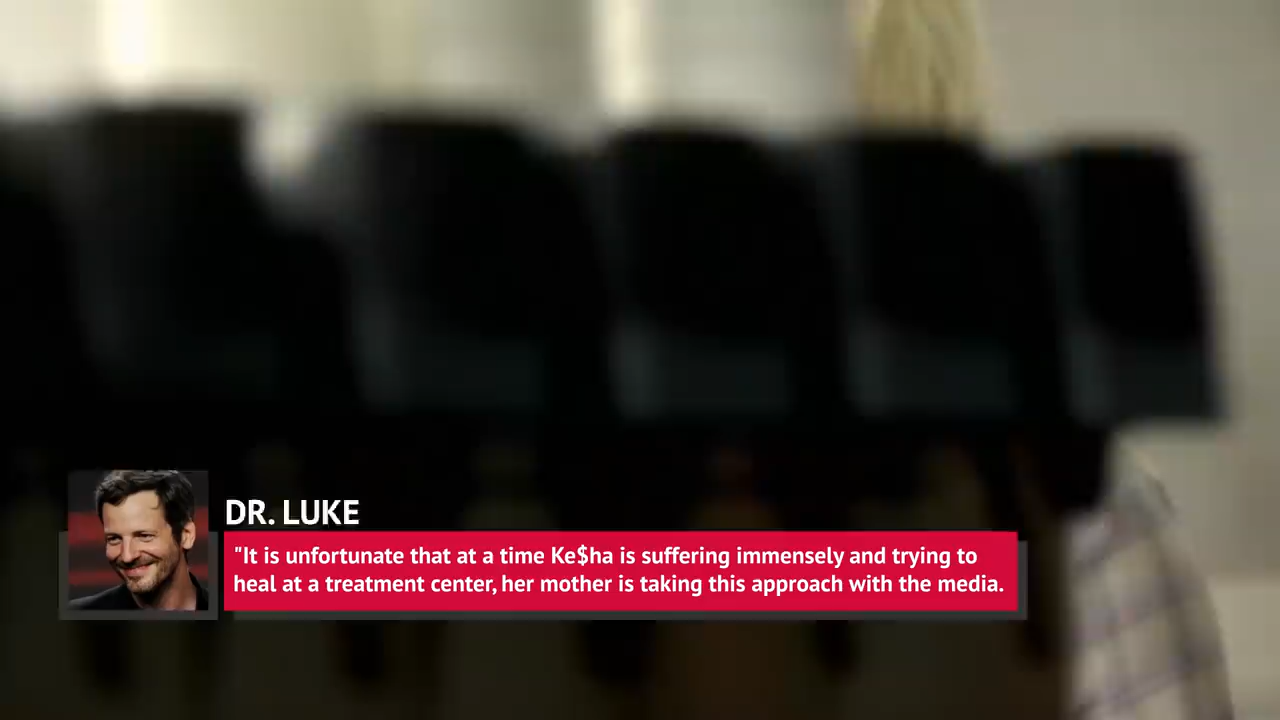 DR. LUKE
"It is unfortunate that at a time Ke$ha is suffering immensely and trying to
heal at a treatment center, her mother is taking this approach with the media.